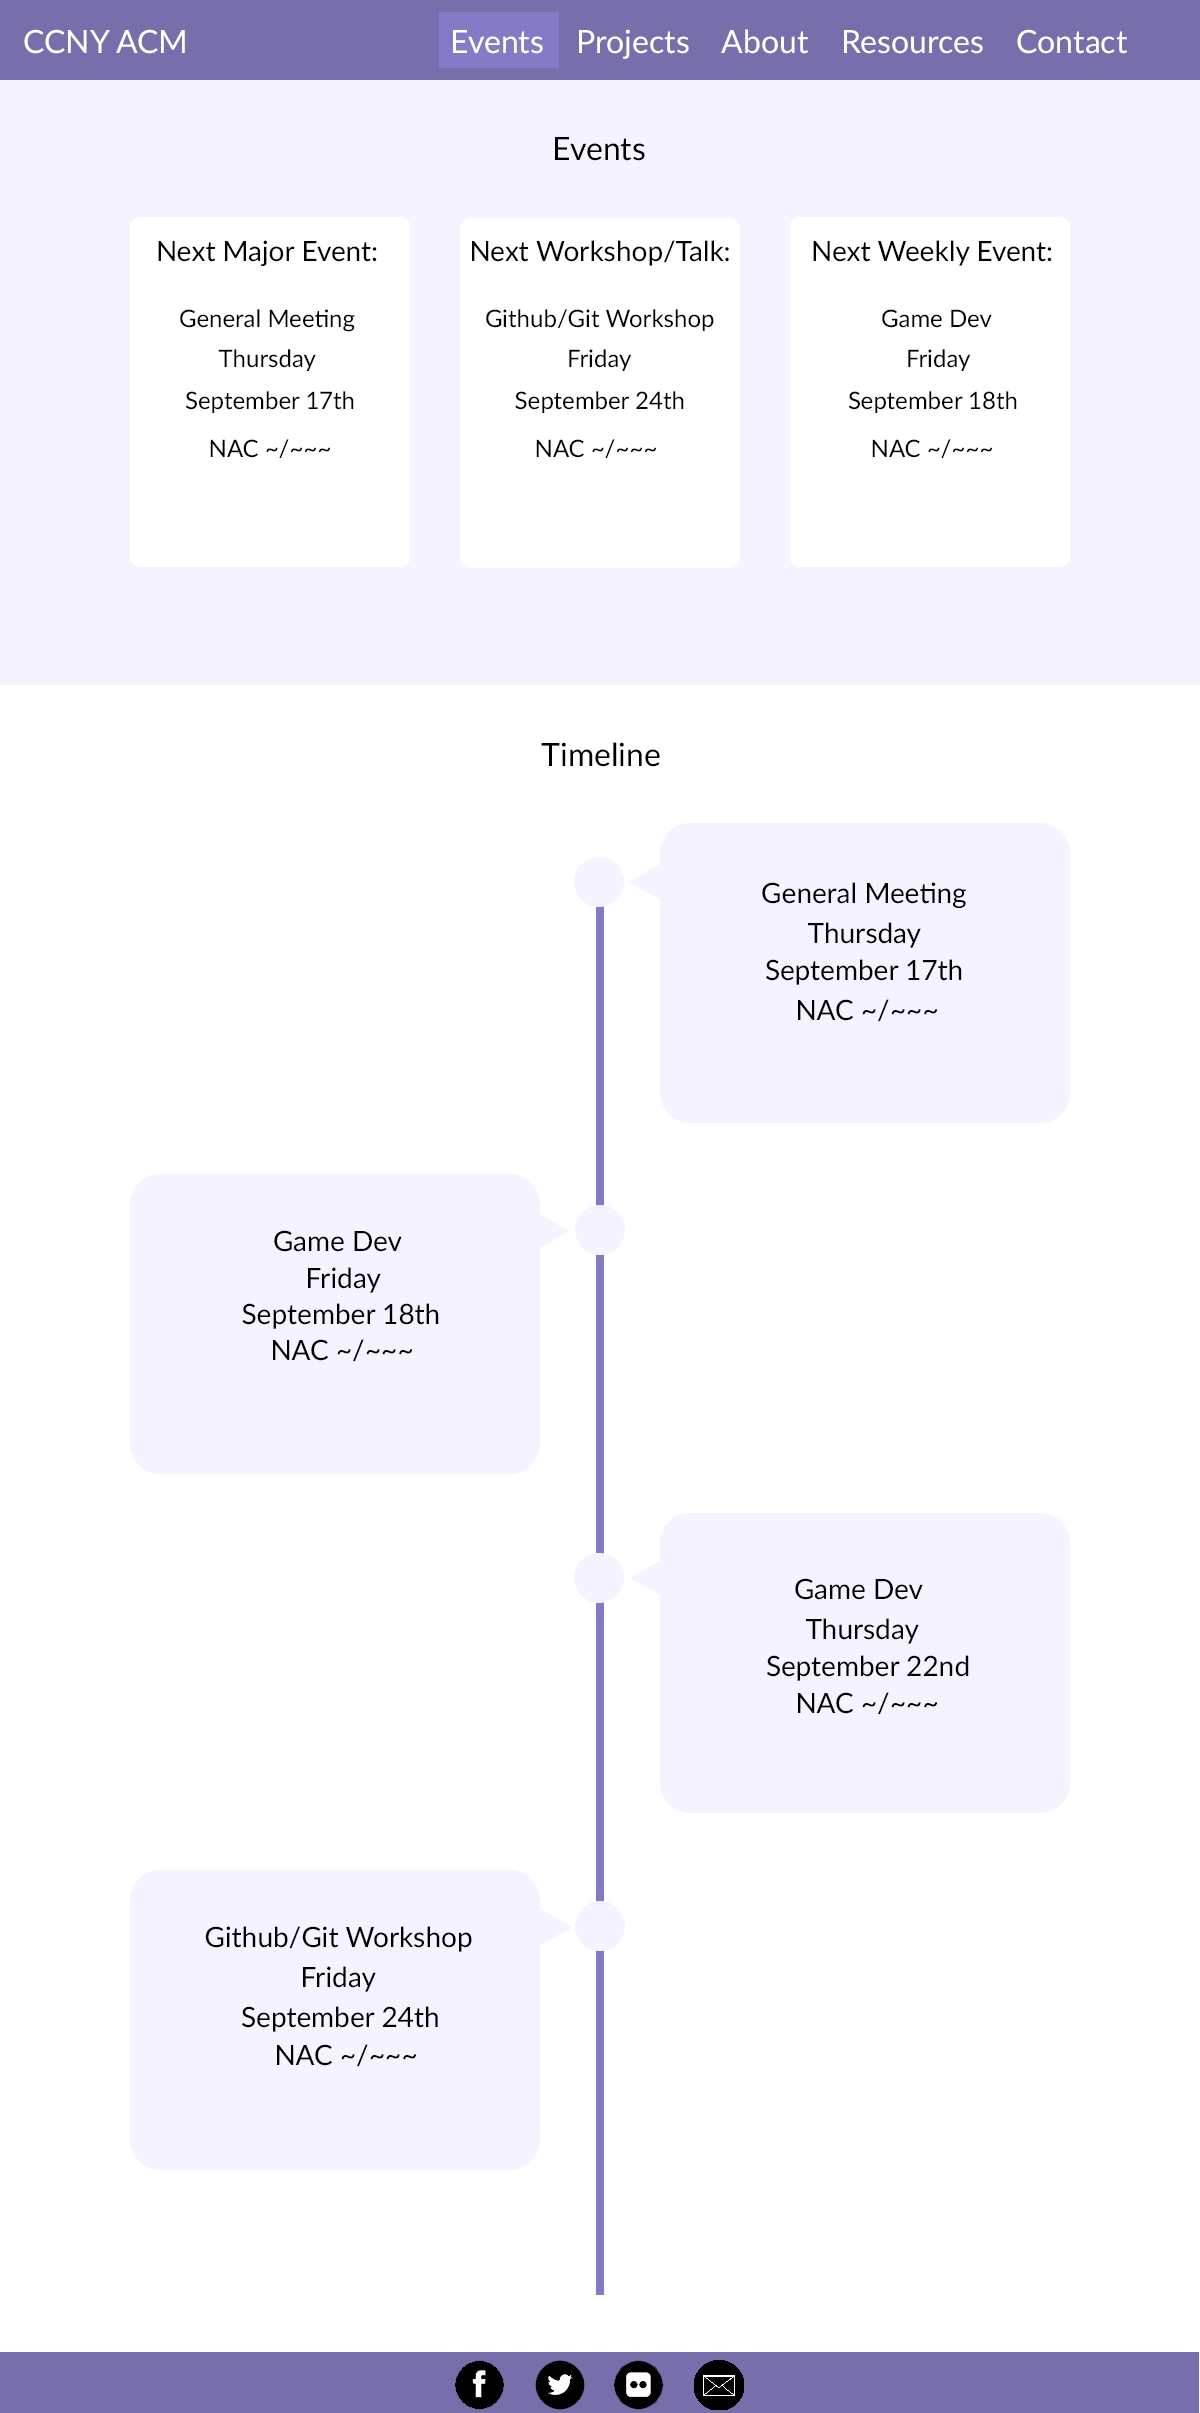 CCNY ACM
Events
Projects
About
Resources
Contact
Events
Next Major Event:
General Meeting
Thursday
September 17th
NAC ~/~~~
Next Workshop/Talk:
Github/Git Workshop
Friday
September 24th
NAC ~/~~~
Next Weekly Event:
Game Dev
Friday
September 18th
NAC ~/~~~
Timeline
General Meeting
Thursday
September 17th
NAC ~/~~~
Game Dev
Friday
September 18th
NAC ~/~~~
Game Dev
Thursday
September 22nd
NAC ~/~~~
Github/Git Workshop
Friday
September 24th
NAC ~/~~~